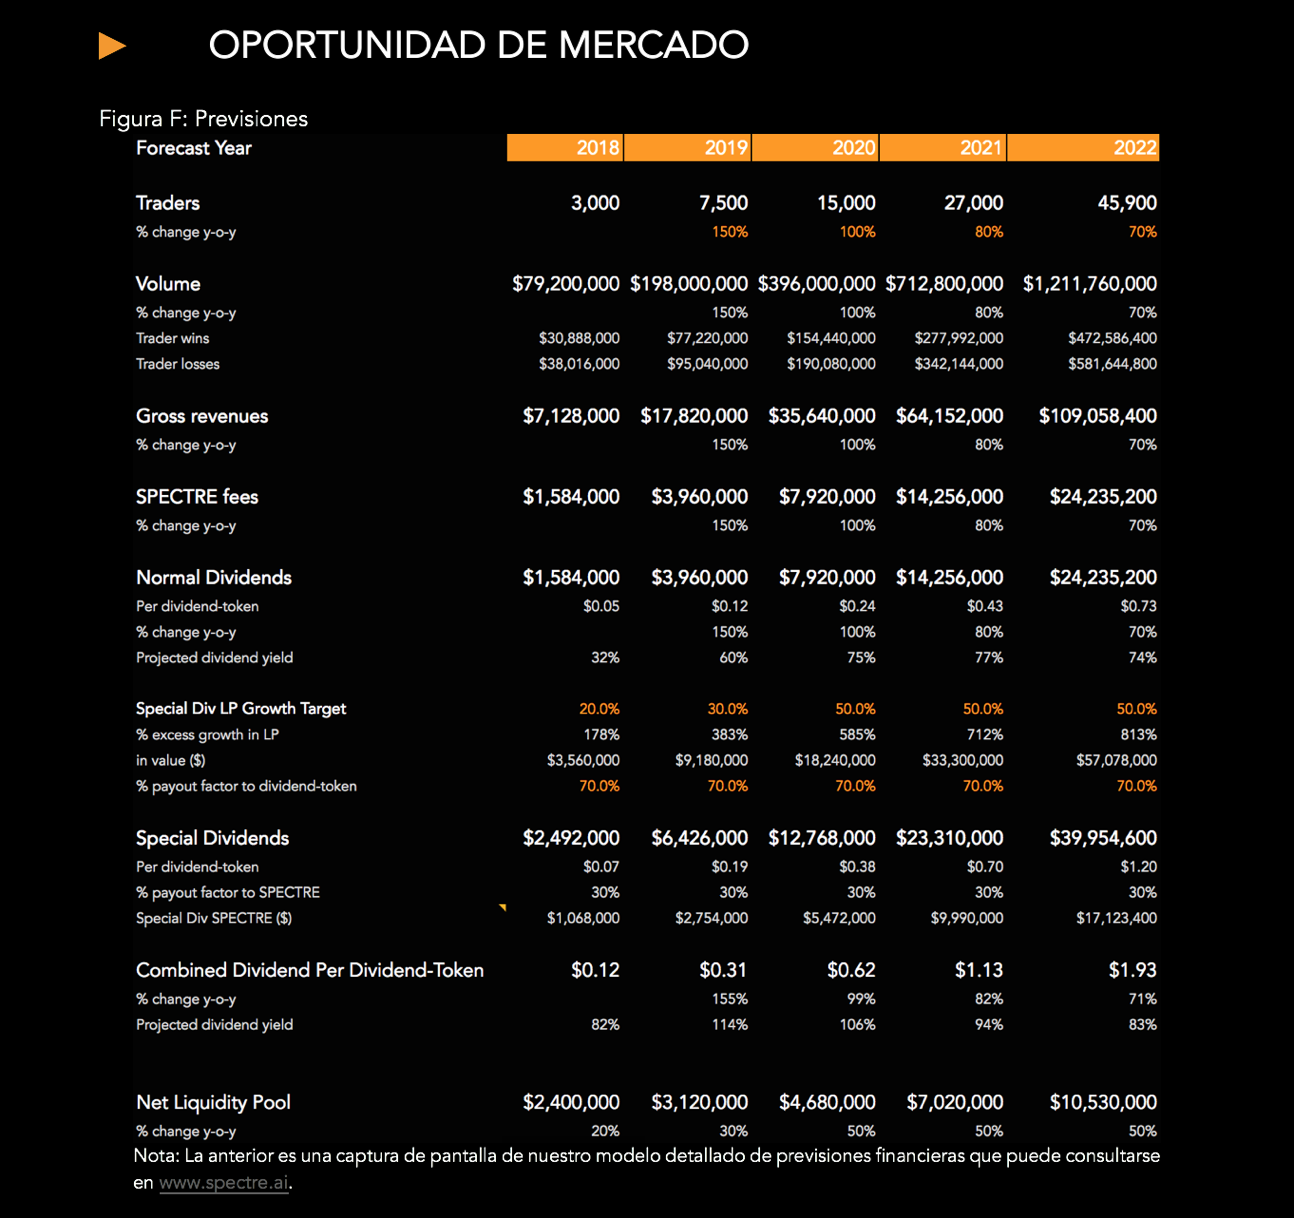 OPORTUNIDAD DE MERCADO
Figura F: Previsiones
Forecast Year 2018 2019 2020 2021 2022
Traders 3,000 7,500 15,000 27,000 45,900
% change y-o-y 150% 100% 80% 70%
Volume $79,200,000 $198,000,000 $396,000,000 $712,800,000 $1,211,760,000
% change y-o-y 150% 100% 80% 70%
Trader wins $30,888,000 $77,220,000 $154,440,000 $277,992,000 $472,586,400
Trader losses $38,016,000 $95,040,000 $190,080,000 $342,144,000 $581,644,800
Gross revenues $7,128,000 $17,820,000 $35,640,000 $64,152,000 $109,058,400
% change y-o-y 150% 100% 80% 70%
SPECTRE fees $1,584,000 $3,960,000 $7,920,000 $14,256,000 $24,235,200
% change y-o-y 150% 100% 80% 70%
Normal Dividends $1,584,000 $3,960,000 $7,920,000 $14,256,000 $24,235,200
Per dividend-token $0.05 $0.12 $0.24 $0.43 $0.73
% change y-o-y 150% 100% 80% 70%
Projected dividend yield 32% 60% 75% 77% 74%
Special Div LP Growth Target 20.0% 30.0% 50.0% 50.0% 50.0%
% excess growth in LP 178% 383% 585% 712% 813%
in value ($) $3,560,000 $9,180,000 $18,240,000 $33,300,000 $57,078,000
% payout factor to dividend-token 70.0% 70.0% 70.0% 70.0% 70.0%
Special Dividends $2,492,000 $6,426,000 $12,768,000 $23,310,000 $39,954,600
Per dividend-token $0.07 $0.19 $0.38 $0.70 $1.20
% payout factor to SPECTRE 30% 30% 30% 30% 30%
Special Div SPECTRE ($) $1,068,000 $2,754,000 $5,472,000 $9,990,000 $17,123,400
Combined Dividend Per Dividend-Token $0.12 $0.31 $0.62 $1.13 $1.93
% change y-o-y 155% 99% 82% 71%
Projected dividend yield 82% 114% 106% 94% 83%
Net Liquidity Pool $2,400,000 $3,120,000 $4,680,000 $7,020,000 $10,530,000
% change y-o-y 20% 30% 50% 50% 50%
Nota: La anterior es una captura de pantalla de nuestro modelo detallado de previsiones financieras que puede consultarse
en www.spectre.ai.